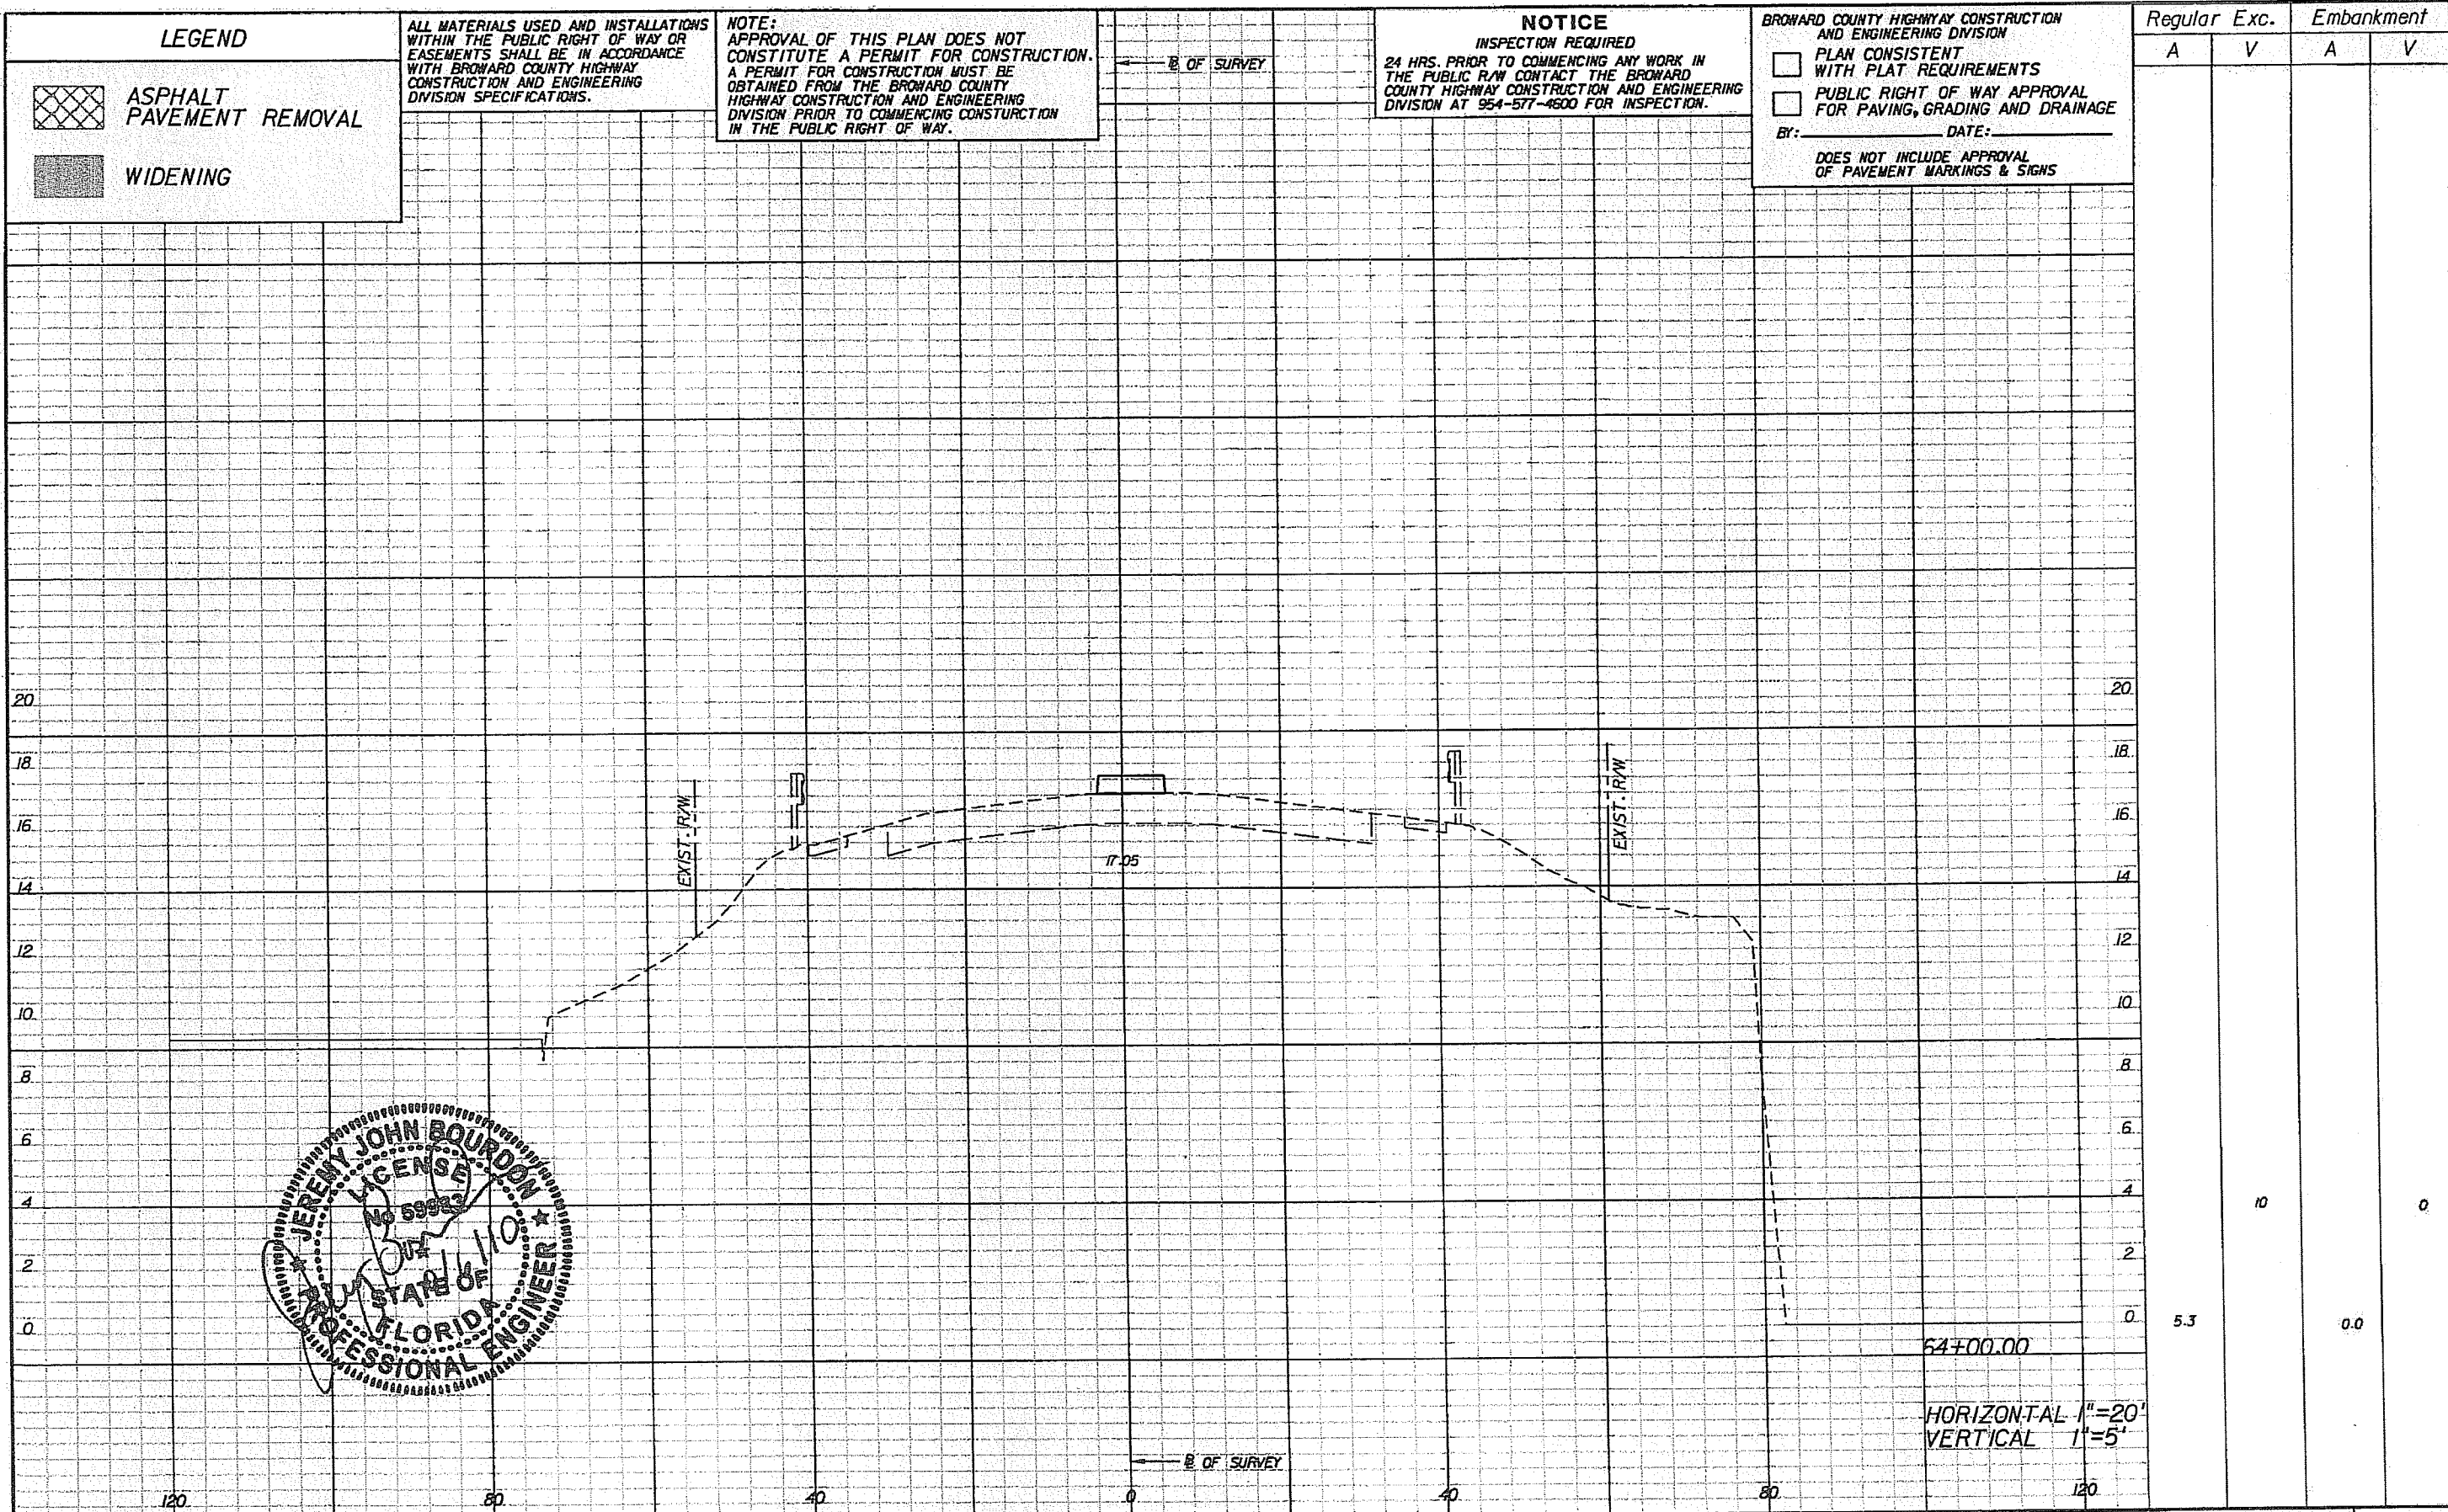 LEGEND
ASPHALT
PAVEMENT REMOVAL
WIDENING
ALL MATERIALS USED AND INSTALLATIONS
WITHIN THE PUBLIC RIGHT OF WAY OR
EASEMENTS SHALL BE IN ACCORDANCE
WITH BROWARD COUNTY HIGHWAY
CONSTRUCTION AND ENGINEERING
DIVISION SPECIFICATIONS.
NOTE:
APPROVAL OF THIS PLAN DOES NOT
CONSTITUTE A PERMIT FOR CONSTRUCTION.
A PERMIT FOR CONSTRUCTION MUST BE
OBTAINED FROM THE BROWARD COUNTY
HIGHWAY CONSTRUCTION AND ENGINEERING
DIVISION PRIOR TO COMMENCING CONSTURCTION
IN THE PUBLIC RIGHT OF WAY.
B OF SURVEY
NOTICE
INSPECTION REQUIRED
24 HRS. PRIOR TO COMMENCING ANY WORK IN
THE PUBLIC R/W CONTACT THE BROWARD
COUNTY HIGHWAY CONSTRUCTION AND ENGINEERING
DIVISION AT 954-577-4600 FOR INSPECTION.
BROWARD COUNTY HIGHWYAY CONSTRUCTION
AND ENGINEERING DIVISION
PLAN CONSISTENT
WITH PLAT REQUIREMENTS
PUBLIC RIGHT OF WAY APPROVAL
FOR PAVING, GRADING AND DRAINAGE
BY: DATE:
DOES NOT INCLUDE APPROVAL
OF PAVEMENT MARKINGS & SIGNS
Regular Exc. Embankment
A V A V
20 20
18 18
16 16
14 14
12 12
10 10
8 8
6 6
4 4
2 2
0 0
EXIST. R/W
17.05
EXIST. R/W
10 0
5.3 0.0
JEREMY JOHN BOURDON
LICENSE
No 59983
STATE OF
FLORIDA
PROFESSIONAL ENGINEER
64+00.00
HORIZONTAL 1"=20'
VERTICAL 1"=5'
B OF SURVEY
120 80 40 0 40 80 120